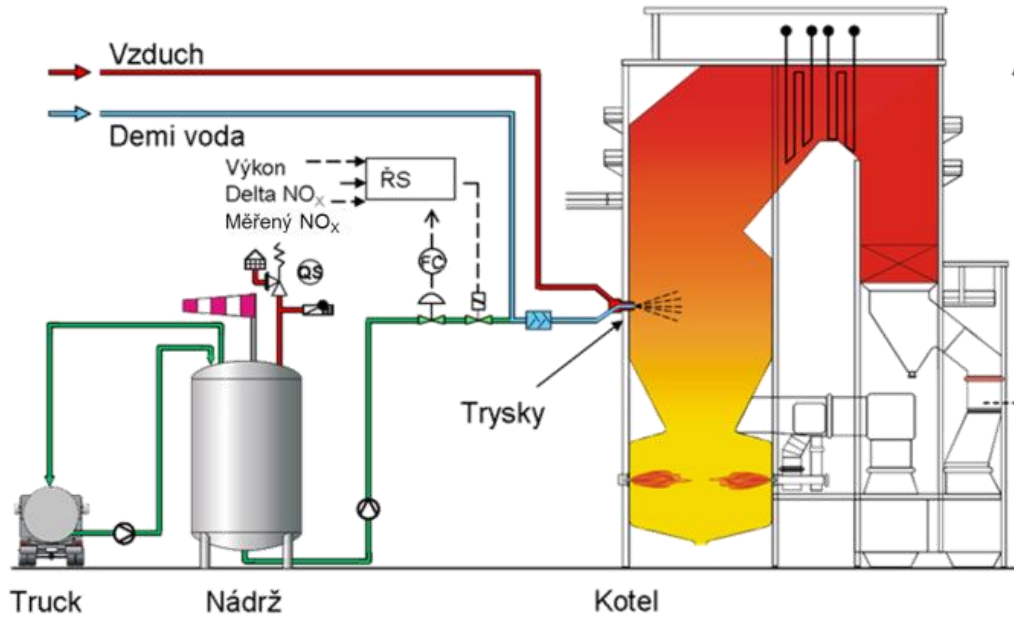 Vzduch
Demi voda
Výkon
Delta NOx
Měřený NOx
ŘS
FC
QS
Trysky
Truck
Nádrž
Kotel